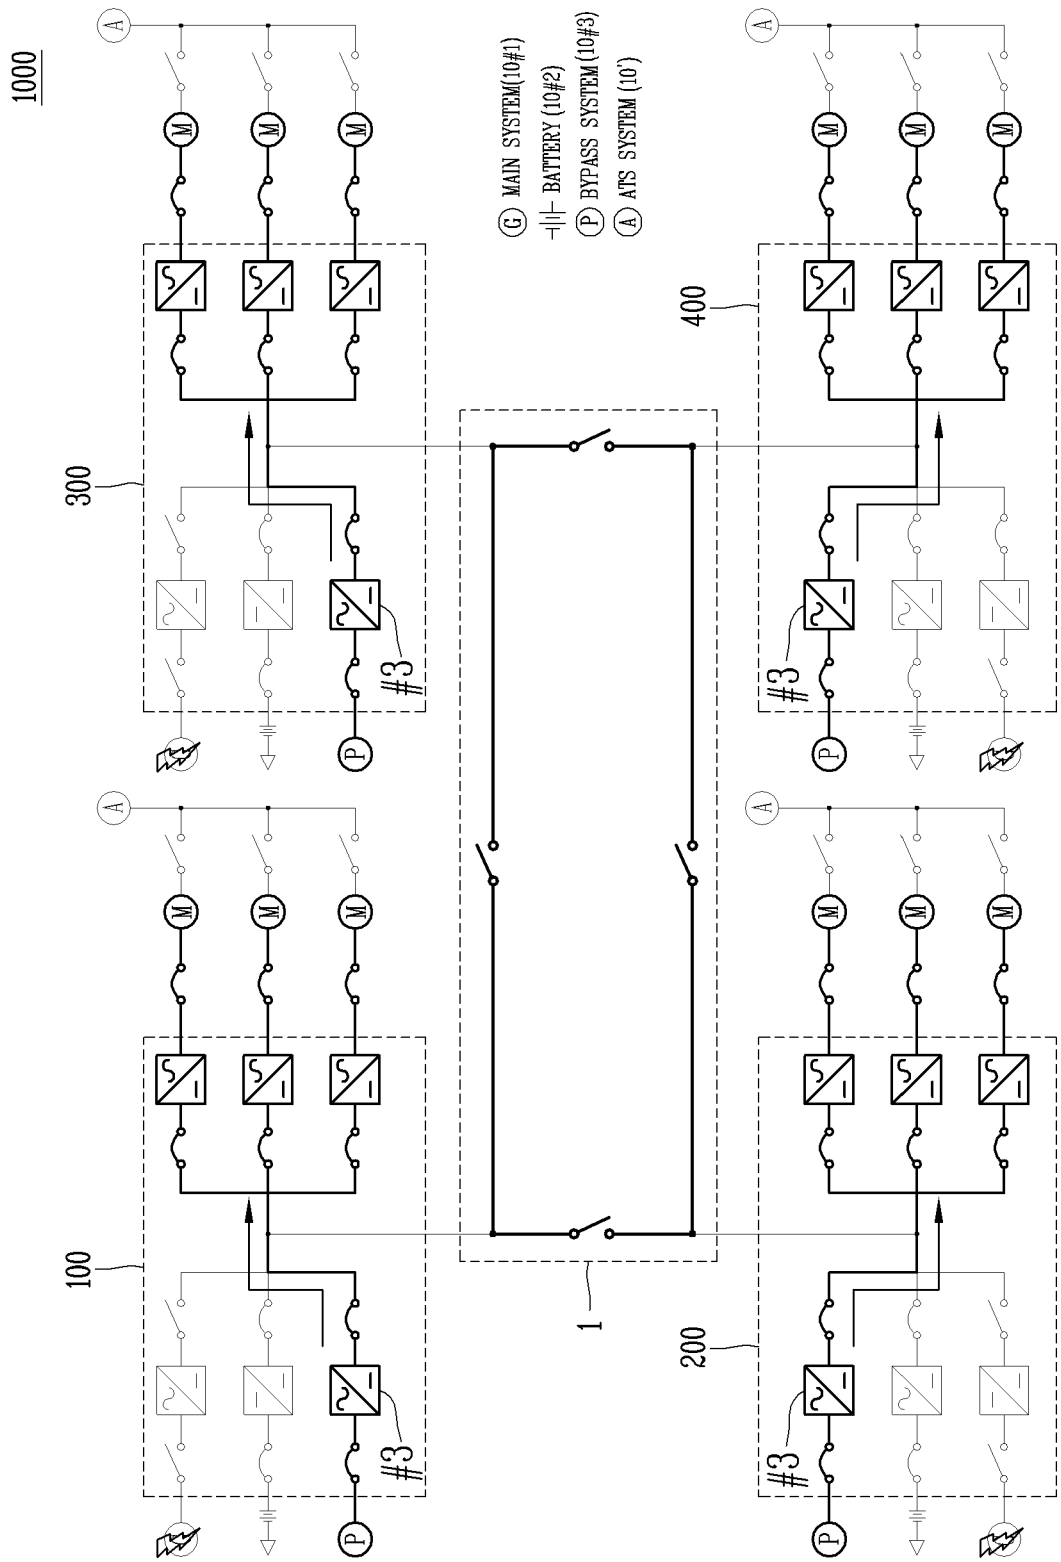 1000
A
A
M
M
M
M
M
M
G MAIN SYSTEM(10#1)
BATTERY (10#2)
P BYPASS SYSTEM (10#3)
A ATS SYSTEM (10')
300
400
#3
#3
P
P
A
A
M
M
M
M
M
M
100
1
200
#3
#3
P
P